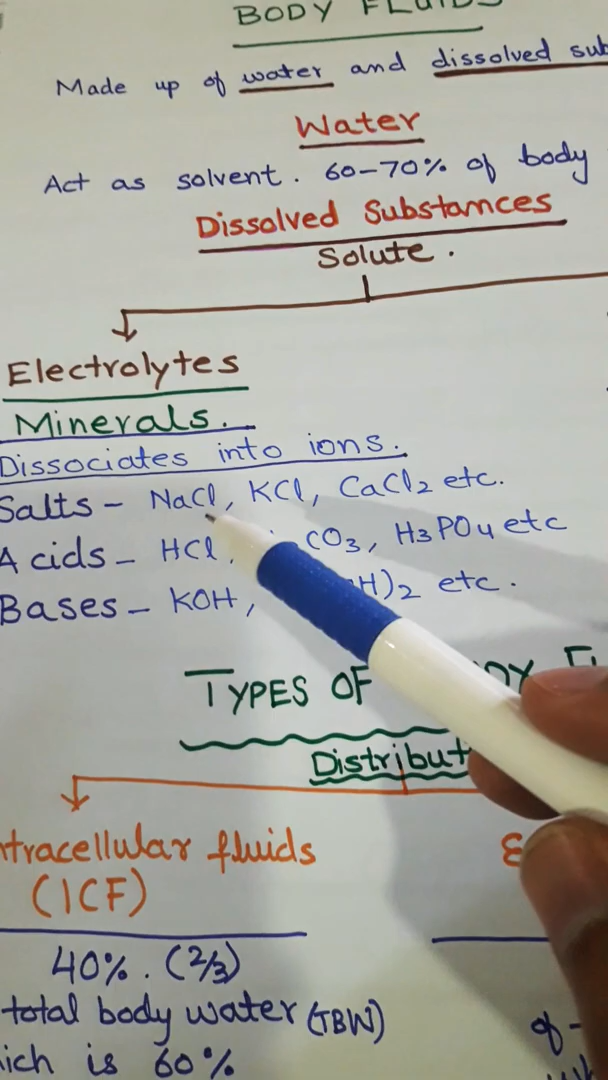 BODY FLUIDS
Made up of water and dissolved sub
Water
Act as solvent. 60-70% of body
Dissolved Substances
Solute.
Electrolytes
Minerals.
Dissociates into ions.
Salts - NaCl, KCl, CaCl2 etc.
Acids - HCl, CO3, H3PO4 etc
Bases - KOH, H)2 etc.
TYPES OF
Distribut
ntracellular fluids
(ICF)
40%. (2/3)
total body water (TBW)
ich is 60%
of